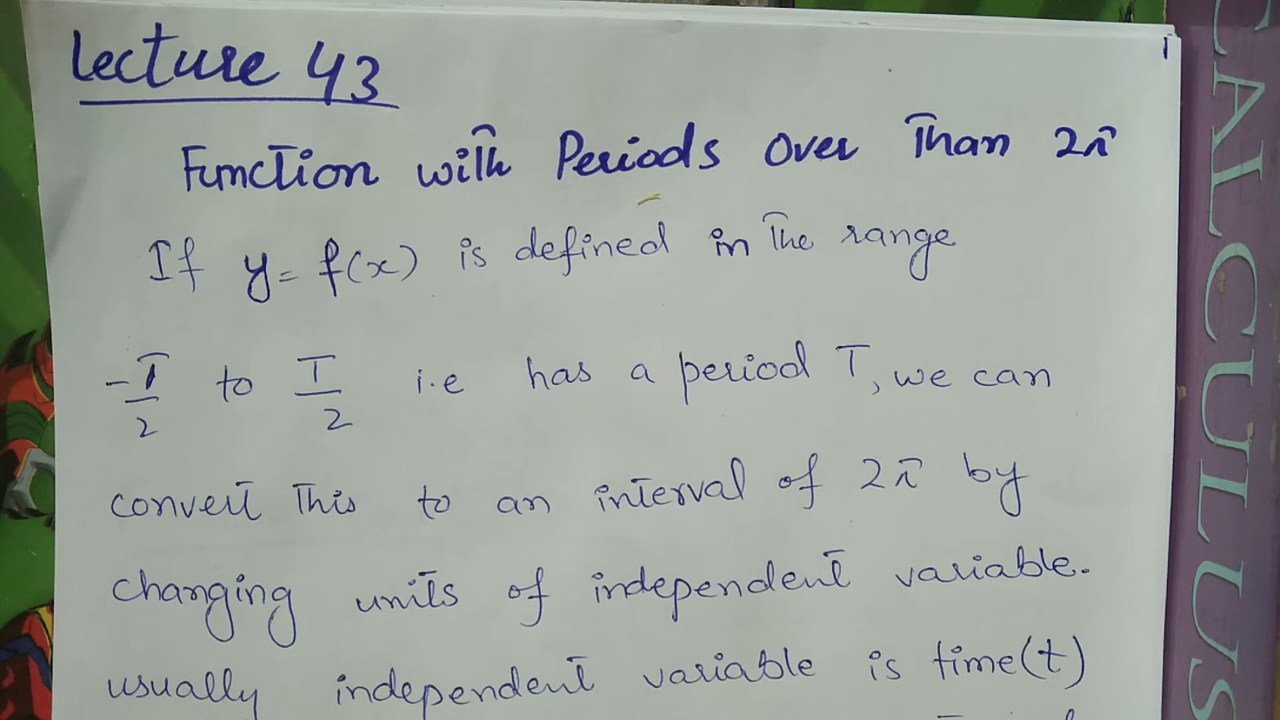 Lecture 43
1
Function with Periods Over Than 2π
If y = f(x) is defined in the range
-T/2 to T/2 i.e has a period T, we can
convert this to an interval of 2π by
changing units of independent variable.
usually independent variable is time(t)
CALCULUS